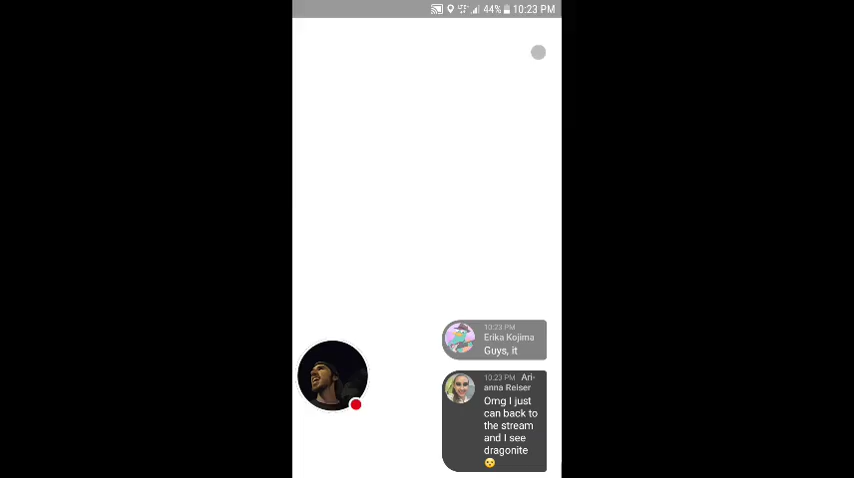 44% 10:23 PM
10:23 PM
Erika Kojima
Guys, it
10:23 PM Ari-
anna Reiser
Omg I just
can back to
the stream
and I see
dragonite
😯